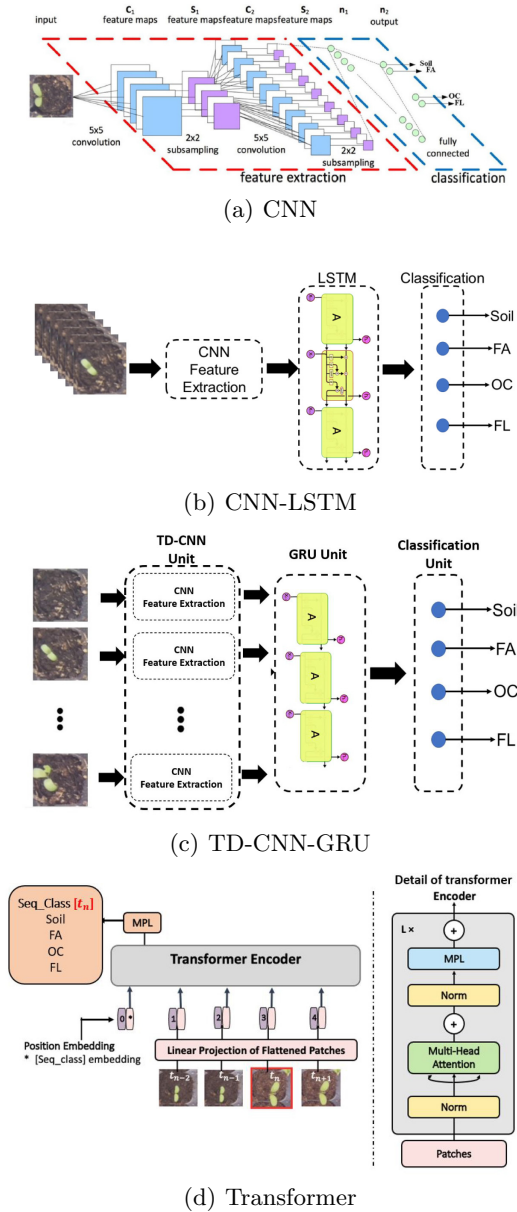 input
C1
feature maps
S1
feature maps
C2
feature maps
S2
feature maps
n1
n2
output
Soil
FA
OC
FL
5x5
convolution
2x2
subsampling
5x5
convolution
2x2
subsampling
fully
connected
feature extraction
classification
(a) CNN
LSTM
Classification
CNN
Feature
Extraction
A
A
Soil
FA
OC
FL
(b) CNN-LSTM
TD-CNN
Unit
GRU Unit
Classification
Unit
CNN
Feature Extraction
CNN
Feature Extraction
CNN
Feature Extraction
A
A
A
Soi
FA
OC
FL
(c) TD-CNN-GRU
Seq_Class [tn]
Soil
FA
OC
FL
MPL
Transformer Encoder
0 *
1
2
3
4
Position Embedding
* [Seq_class] embedding
Linear Projection of Flattened Patches
tn−2
tn−1
tn
tn+1
Detail of transformer
Encoder
L ×
+
MPL
Norm
+
Multi-Head
Attention
Norm
Patches
(d) Transformer